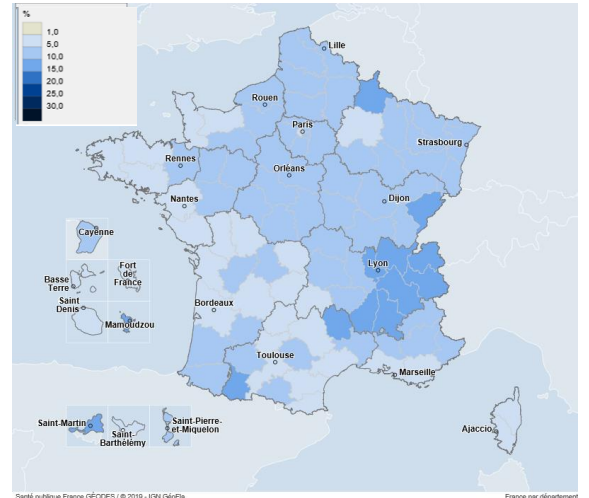 %
1,0
5,0
10,0
15,0
20,0
25,0
30,0
Lille
Rouen
Paris
Strasbourg
Rennes
Orléans
Nantes
Dijon
Cayenne
Lyon
Fort
de
France
Basse
Terre
Saint
Denis
Bordeaux
Mamoudzou
Toulouse
Marseille
Saint-Martin
Saint-
Barthélémy
Saint-Pierre-
et-Miquelon
Ajaccio
Santé publique France GÉODES / © 2019 - IGN GéoFla
France par département